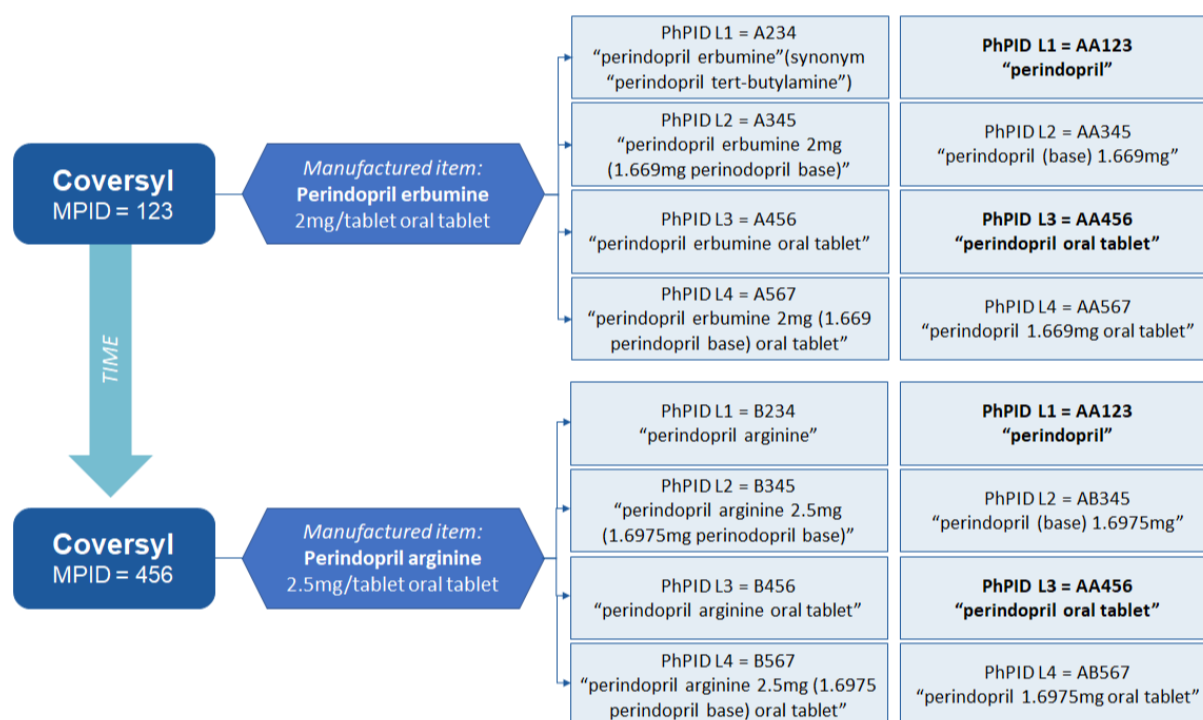 Coversyl
MPID = 123
Manufactured item:
Perindopril erbumine
2mg/tablet oral tablet
PhPID L1 = A234
“perindopril erbumine”(synonym
“perindopril tert-butylamine”)
PhPID L1 = AA123
“perindopril”
PhPID L2 = A345
“perindopril erbumine 2mg
(1.669mg perinodopril base)”
PhPID L2 = AA345
“perindopril (base) 1.669mg”
PhPID L3 = A456
“perindopril erbumine oral tablet”
PhPID L3 = AA456
“perindopril oral tablet”
PhPID L4 = A567
“perindopril erbumine 2mg (1.669
perindopril base) oral tablet”
PhPID L4 = AA567
“perindopril 1.669mg oral tablet”
TIME
Coversyl
MPID = 456
Manufactured item:
Perindopril arginine
2.5mg/tablet oral tablet
PhPID L1 = B234
“perindopril arginine”
PhPID L1 = AA123
“perindopril”
PhPID L2 = B345
“perindopril arginine 2.5mg
(1.6975mg perinodopril base)”
PhPID L2 = AB345
“perindopril (base) 1.6975mg”
PhPID L3 = B456
“perindopril arginine oral tablet”
PhPID L3 = AA456
“perindopril oral tablet”
PhPID L4 = B567
“perindopril arginine 2.5mg (1.6975
perindopril base) oral tablet”
PhPID L4 = AB567
“perindopril 1.6975mg oral tablet”